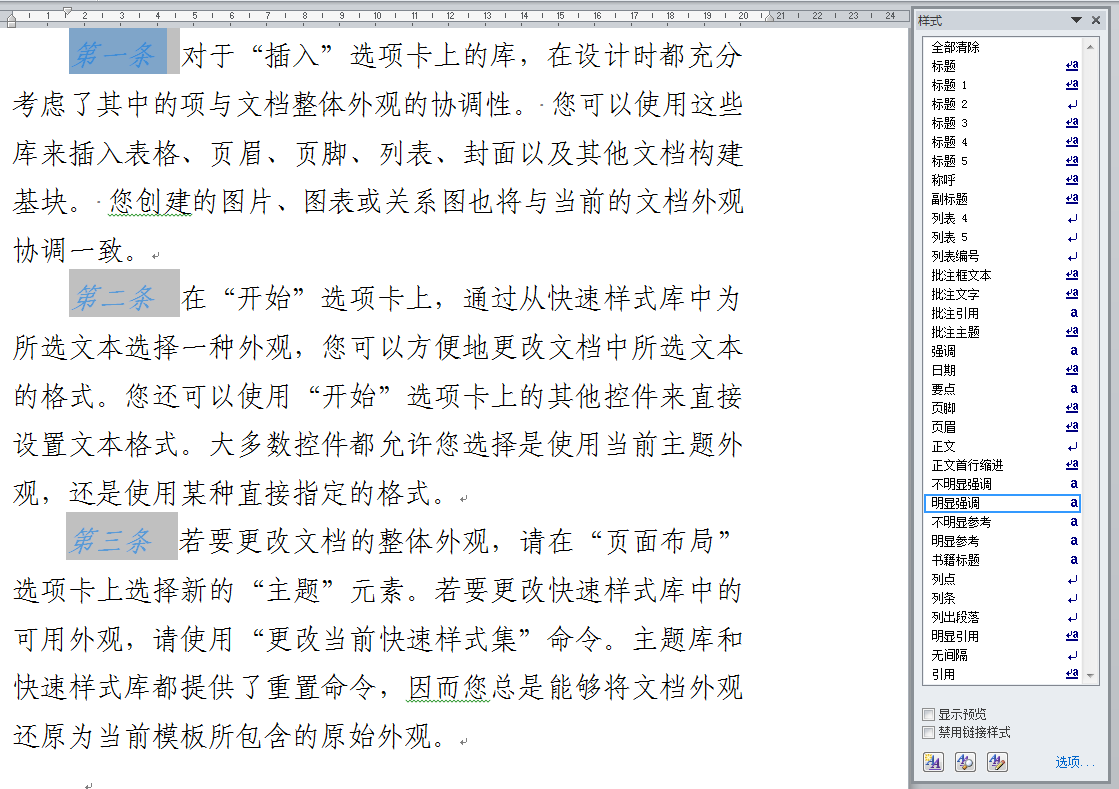 1 2 3 4 5 6 7 8 9 10 11 12 13 14 15 16 17 18 19 20 21 22 23 24
第一条 对于“插入”选项卡上的库，在设计时都充分
考虑了其中的项与文档整体外观的协调性。 您可以使用这些
库来插入表格、页眉、页脚、列表、封面以及其他文档构建
基块。 您创建的图片、图表或关系图也将与当前的文档外观
协调一致。
第二条 在“开始”选项卡上，通过从快速样式库中为
所选文本选择一种外观，您可以方便地更改文档中所选文本
的格式。您还可以使用“开始”选项卡上的其他控件来直接
设置文本格式。大多数控件都允许您选择是使用当前主题外
观，还是使用某种直接指定的格式。
第三条 若要更改文档的整体外观，请在“页面布局”
选项卡上选择新的“主题”元素。若要更改快速样式库中的
可用外观，请使用“更改当前快速样式集”命令。主题库和
快速样式库都提供了重置命令，因而您总是能够将文档外观
还原为当前模板所包含的原始外观。
样式
全部清除
标题
标题 1
标题 2
标题 3
标题 4
标题 5
称呼
副标题
列表 4
列表 5
列表编号
批注框文本
批注文字
批注引用
批注主题
强调
日期
要点
页脚
页眉
正文
正文首行缩进
不明显强调
明显强调
不明显参考
明显参考
书籍标题
列点
列条
列出段落
明显引用
无间隔
引用
显示预览
禁用链接样式
选项...